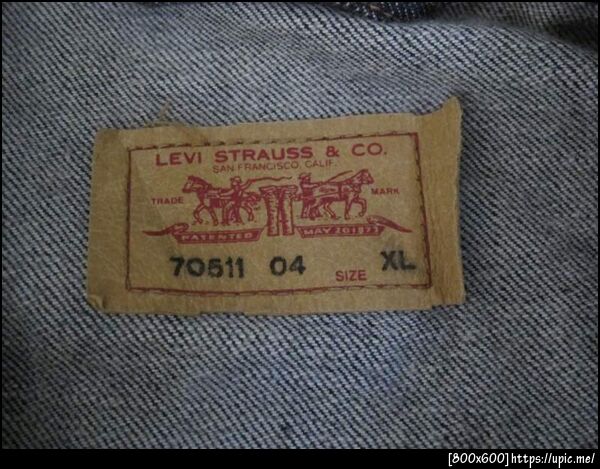 LEVI STRAUSS & CO.
SAN FRANCISCO, CALIF.
TRADE MARK
PATENTED MAY 20 1873
70511 04 SIZE XL
[800x600]https://upic.me/